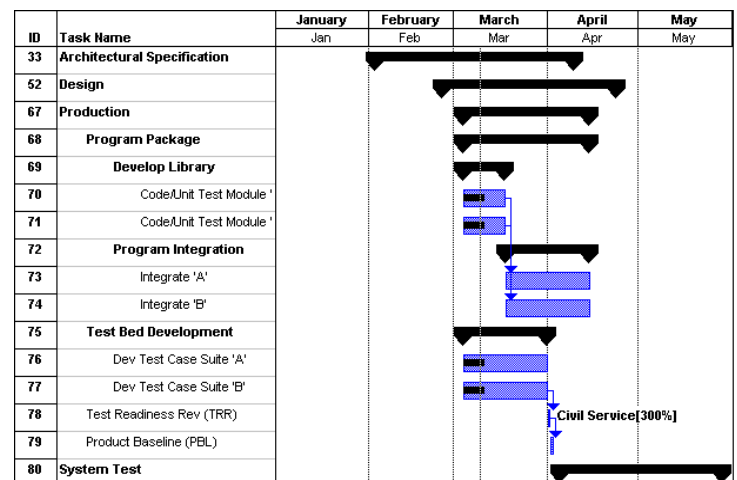 January February March April May
ID Task Name Jan Feb Mar Apr May
33 Architectural Specification
52 Design
67 Production
68 Program Package
69 Develop Library
70 Code/Unit Test Module '
71 Code/Unit Test Module '
72 Program Integration
73 Integrate 'A'
74 Integrate 'B'
75 Test Bed Development
76 Dev Test Case Suite 'A'
77 Dev Test Case Suite 'B'
78 Test Readiness Rev (TRR) Civil Service[300%]
79 Product Baseline (PBL)
80 System Test